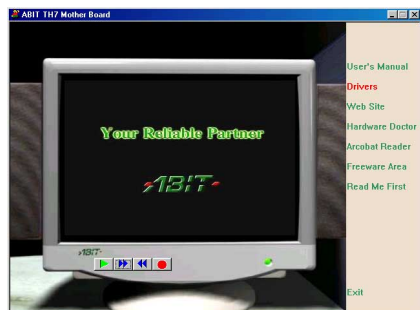 ABIT TH7 Mother Board
User's Manual
Drivers
Web Site
Hardware Doctor
Arcobat Reader
Freeware Area
Read Me First
Exit
Your Reliable Partner
ABIT
ABIT